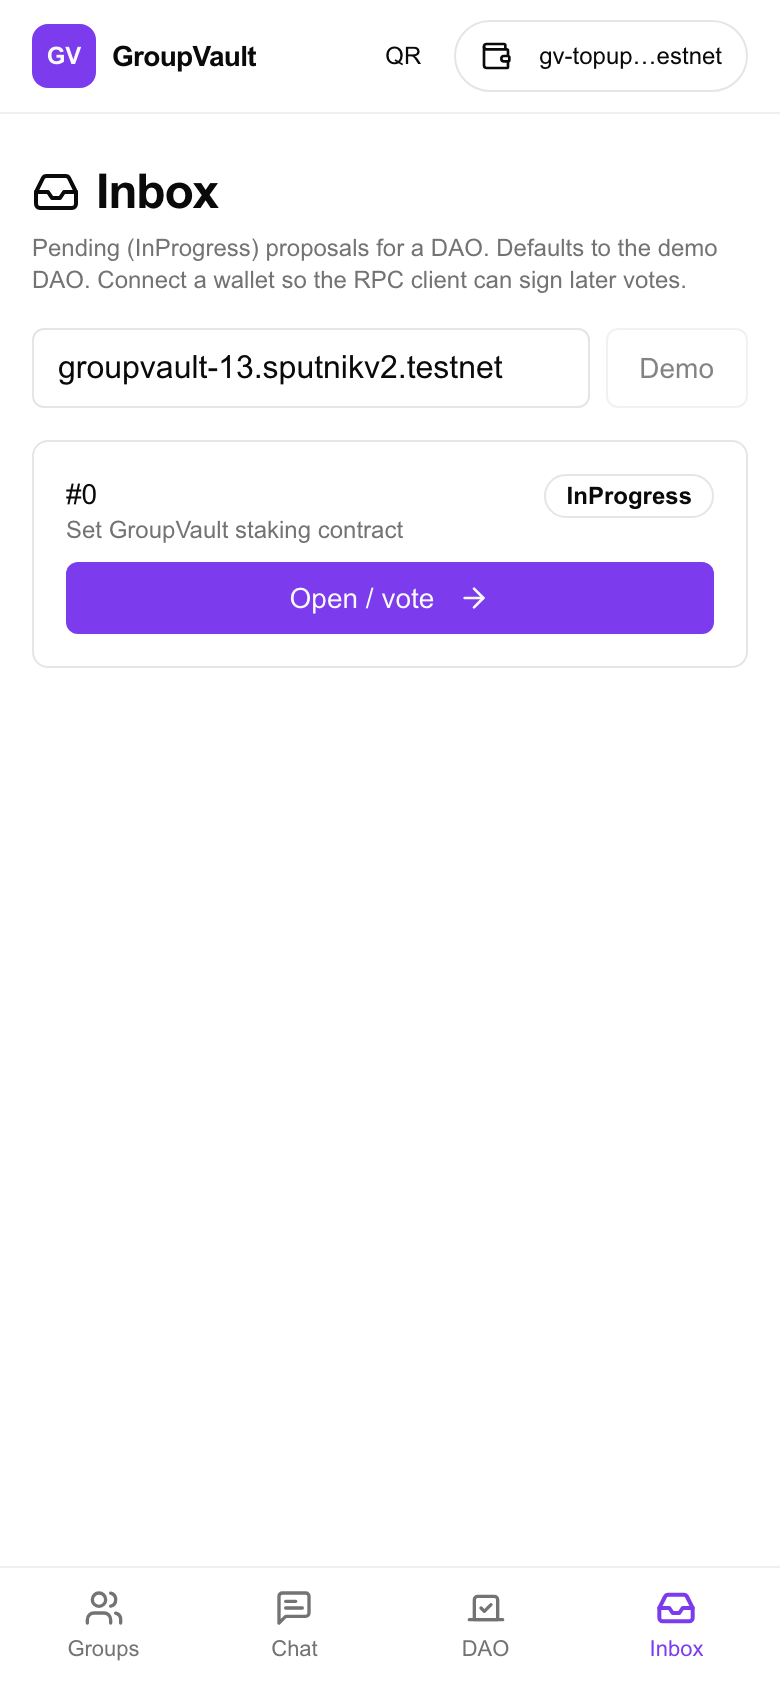 GV GroupVault QR gv-topup…estnet
Inbox
Pending (InProgress) proposals for a DAO. Defaults to the demo
DAO. Connect a wallet so the RPC client can sign later votes.
groupvault-13.sputnikv2.testnet Demo
#0 InProgress
Set GroupVault staking contract
Open / vote →
Groups Chat DAO Inbox